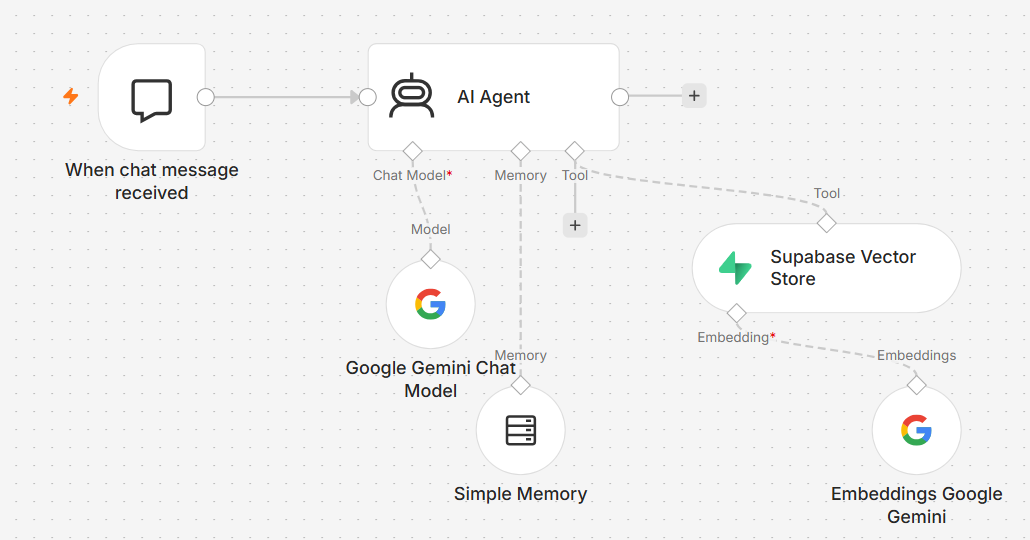 AI Agent
When chat message
received
Chat Model*
Memory
Tool
Tool
Model
Supabase Vector
Store
Embedding*
Google Gemini Chat
Model
Memory
Embeddings
Simple Memory
Embeddings Google
Gemini